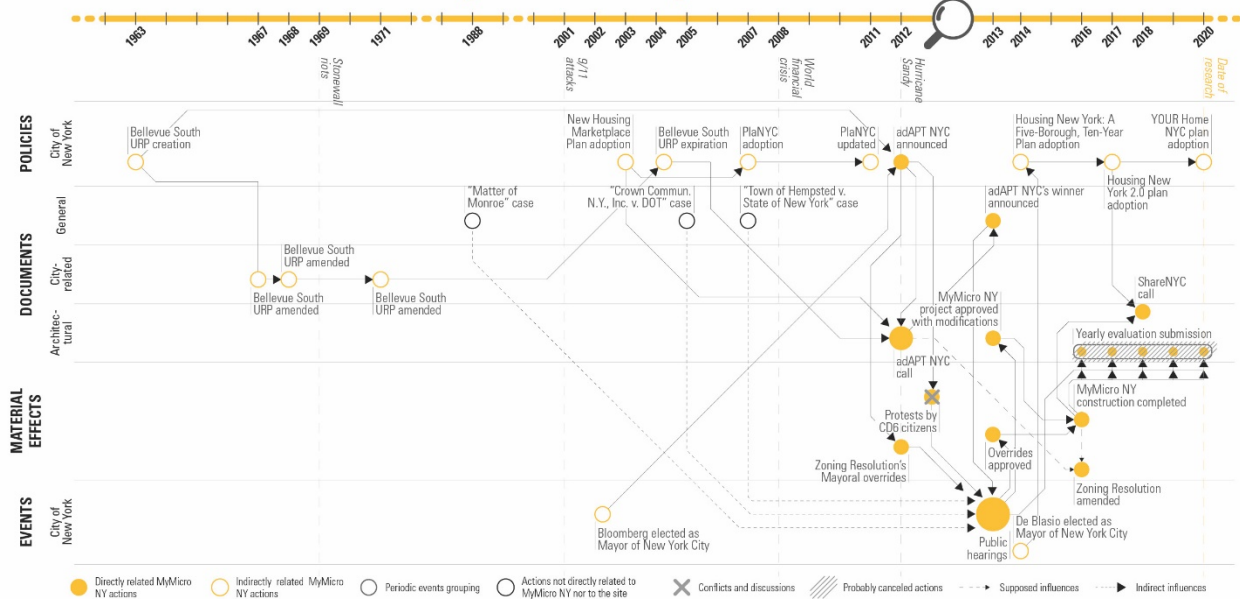 1963
1967
1968
1969
1971
1988
2001
2002
2003
2004
2005
2007
2008
2011
2012
2013
2014
2016
2017
2018
2020
Stonewall
riots
9/11
attacks
World
financial
crisis
Hurricane
Sandy
Date of
research
POLICIES
City of
New York
Bellevue South
URP creation
New Housing
Marketplace
Plan adoption
Bellevue South
URP expiration
PlaNYC
adoption
PlaNYC
updated
adAPT NYC
announced
Housing New York: A
Five-Borough, Ten-Year
Plan adoption
YOUR Home
NYC plan
adoption
Housing New
York 2.0 plan
adoption
DOCUMENTS
General
"Matter of
Monroe" case
"Crown Commun.
N.Y., Inc. v. DOT" case
"Town of Hempsted v.
State of New York" case
adAPT NYC's winner
announced
City-
related
Bellevue South
URP amended
Bellevue South
URP amended
Bellevue South
URP amended
MyMicro NY
project approved
with modifications
ShareNYC
call
Architec-
tural
adAPT NYC
call
Yearly evaluation submission
MATERIAL
EFFECTS
MyMicro NY
construction completed
Protests by
CD6 citizens
Zoning Resolution's
Mayoral overrides
Overrides
approved
Zoning Resolution
amended
EVENTS
City of
New York
Bloomberg elected as
Mayor of New York City
Public
hearings
De Blasio elected as
Mayor of New York City
Directly related MyMicro
NY actions
Indirectly related MyMicro
NY actions
Periodic events grouping
Actions not directly related to
MyMicro NY nor to the site
Conflicts and discussions
Probably canceled actions
Supposed influences
Indirect influences